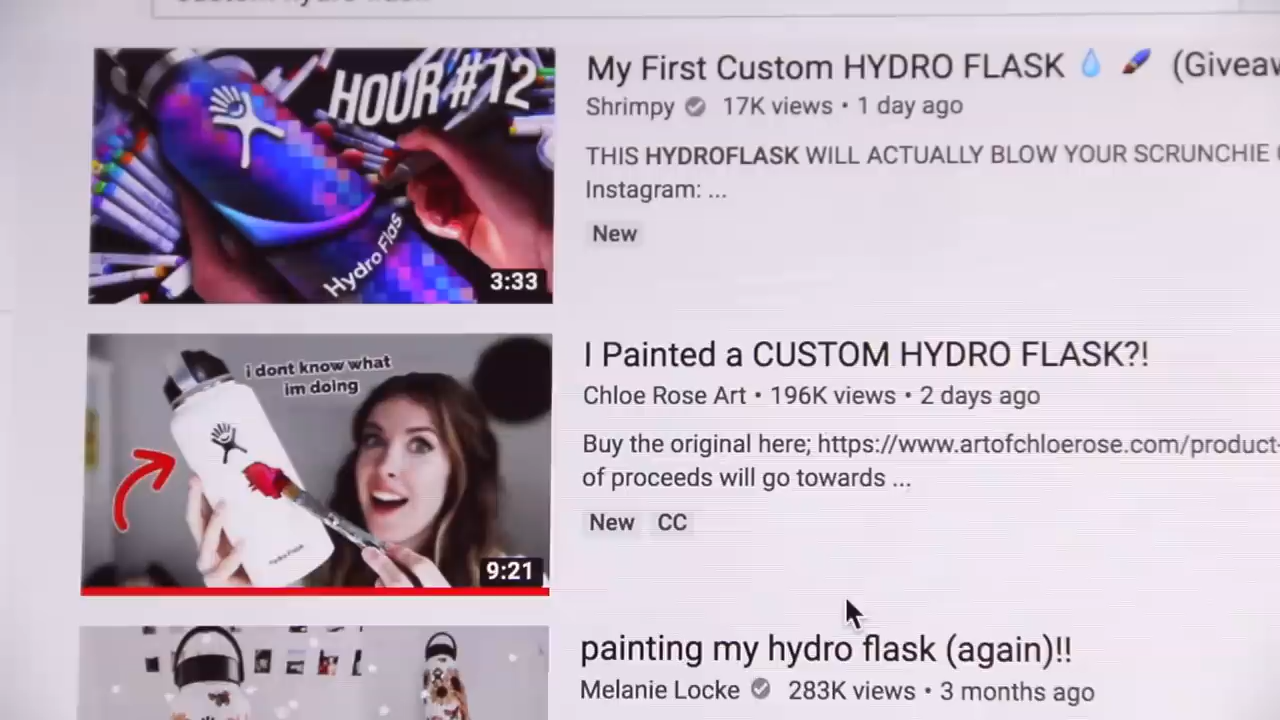 HOUR #12
Hydro Flas
3:33
My First Custom HYDRO FLASK 💧 🖌️ (Giveaw
Shrimpy 17K views • 1 day ago
THIS HYDROFLASK WILL ACTUALLY BLOW YOUR SCRUNCHIE
Instagram: ...
New
i dont know what
im doing
Hydro Flask
9:21
I Painted a CUSTOM HYDRO FLASK?!
Chloe Rose Art • 196K views • 2 days ago
Buy the original here; https://www.artofchloerose.com/product-
of proceeds will go towards ...
New CC
painting my hydro flask (again)!!
Melanie Locke 283K views • 3 months ago